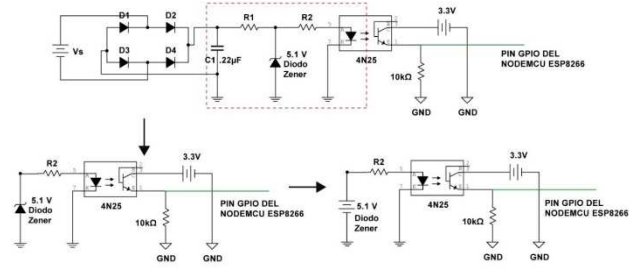 D1 D2
Vs
D3 D4
C1 .22µF
R1 R2
5.1 V
Diodo
Zener
4N25
3.3V
10kΩ
GND GND
PIN GPIO DEL
NODEMCU ESP8266
R2
5.1 V
Diodo
Zener
4N25
3.3V
10kΩ
GND GND
PIN GPIO DEL
NODEMCU ESP8266
R2
5.1 V
Diodo
Zener
4N25
3.3V
10kΩ
GND GND
PIN GPIO DEL
NODEMCU ESP8266